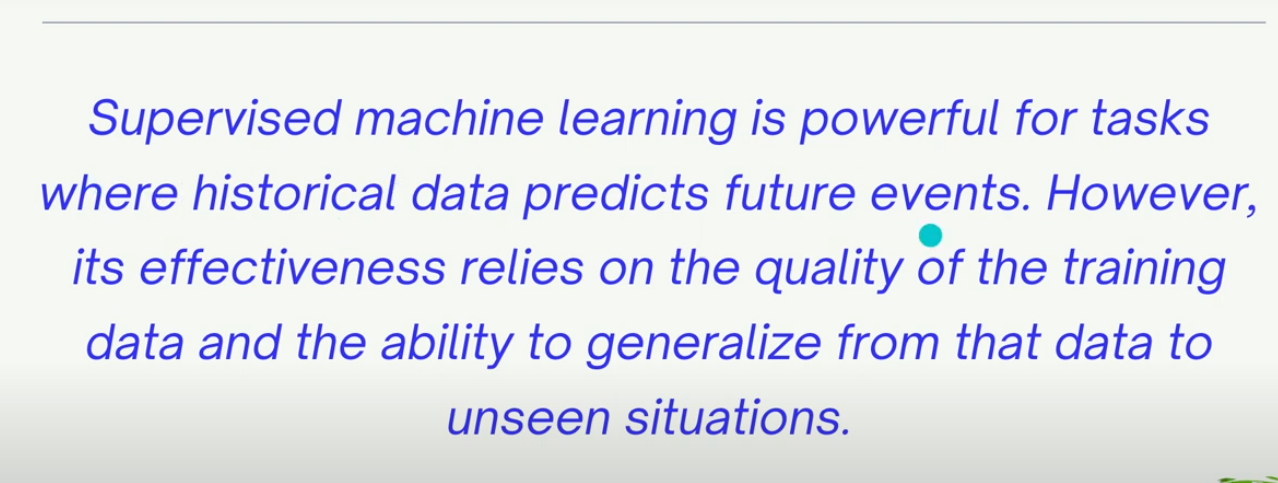 Supervised machine learning is powerful for tasks
where historical data predicts future events. However,
its effectiveness relies on the quality of the training
data and the ability to generalize from that data to
unseen situations.